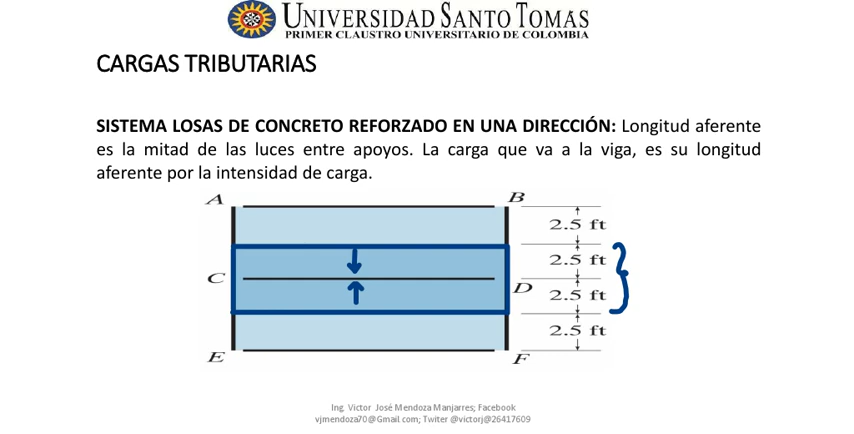 UNIVERSIDAD SANTO TOMAS
PRIMER CLAUSTRO UNIVERSITARIO DE COLOMBIA
CARGAS TRIBUTARIAS
SISTEMA LOSAS DE CONCRETO REFORZADO EN UNA DIRECCIÓN: Longitud aferente
es la mitad de las luces entre apoyos. La carga que va a la viga, es su longitud
aferente por la intensidad de carga.
A
B
2.5 ft
2.5 ft
C
D
2.5 ft
2.5 ft
E
F
Ing. Victor José Mendoza Manjarres; Facebook
vjmendoza70@Gmail com; Twiter @victorj@26417609